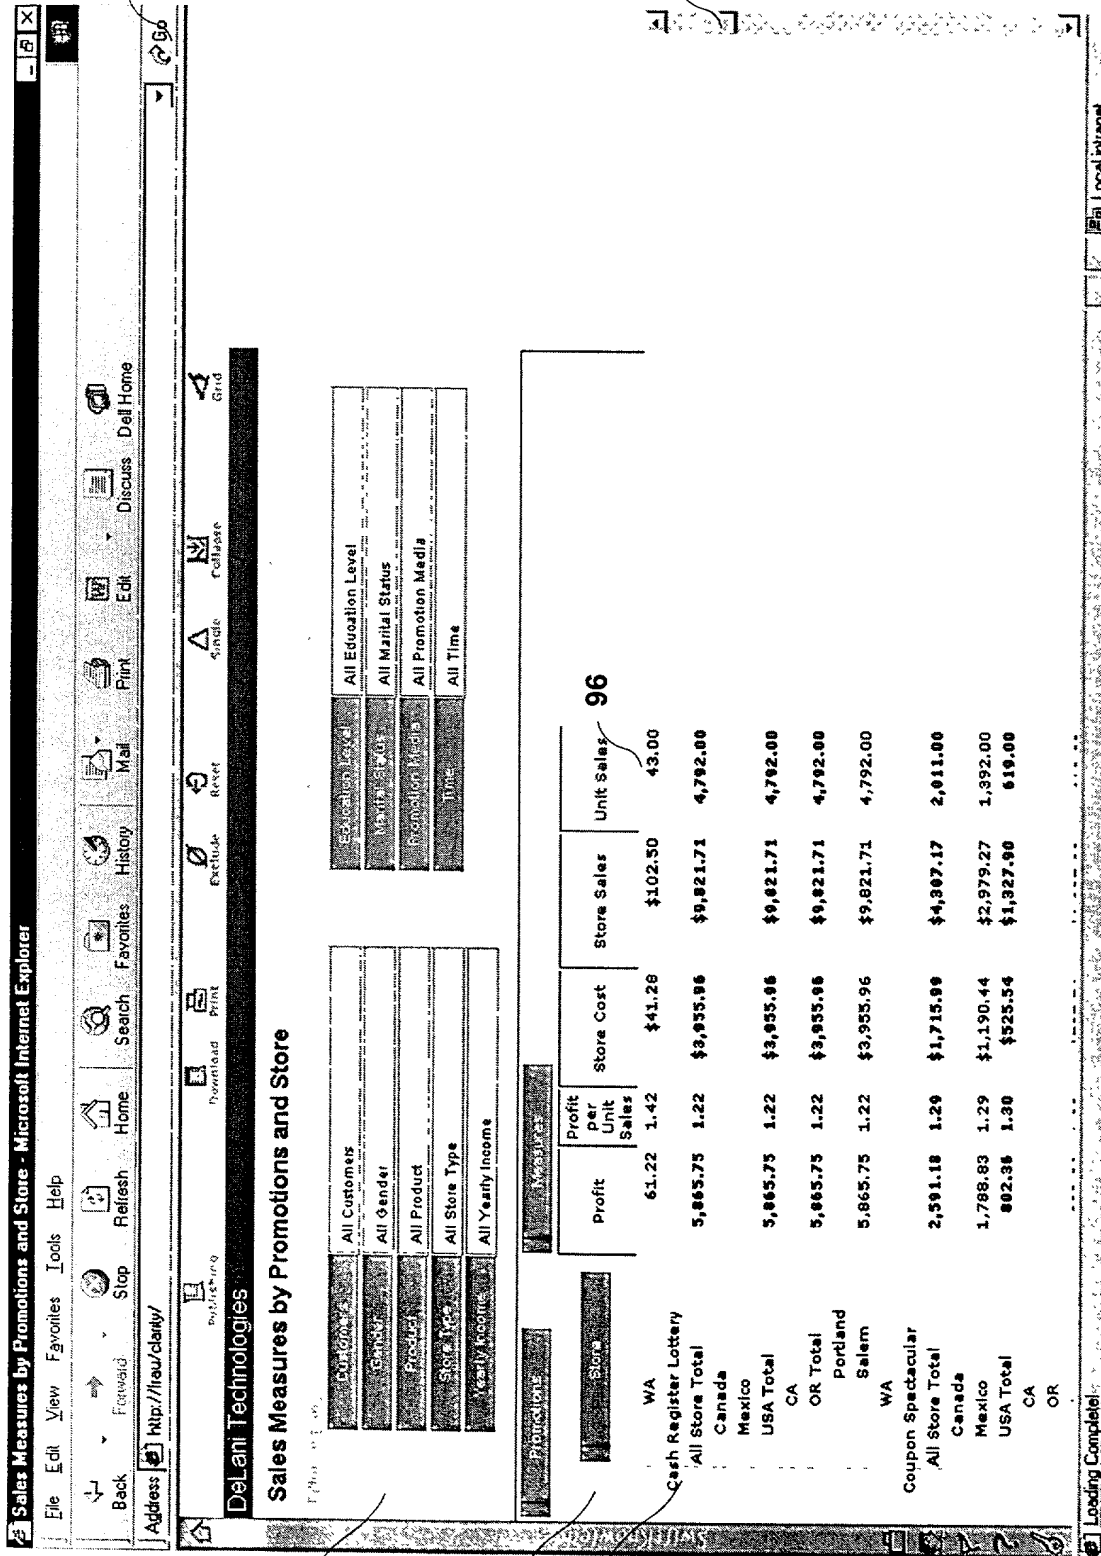 Sales Measures by Promotions and Store - Microsoft Internet Explorer
File Edit View Favorites Tools Help
Back Forward Stop Refresh Home Search Favorites History Mail Print Edit Discuss Dell Home
Address http://lrau/clarity/ Go
Publishing Download Print Exclude Reset Single Collapse Grid
DeLani Technologies
Sales Measures by Promotions and Store
Customers All Customers Education Level All Education Level
Gender All Gender Marital Status All Marital Status
Product All Product Promotion Media All Promotion Media
Store Type All Store Type Time All Time
Yearly Income All Yearly Income
Promotions Measures
Store Profit Profit per Unit Sales Store Cost Store Sales Unit Sales
96
WA 61.22 1.42 $41.28 $102.50 43.00
Cash Register Lottery
All Store Total 5,865.75 1.22 $3,955.96 $9,821.71 4,792.00
Canada
Mexico
USA Total 5,865.75 1.22 $3,955.96 $9,821.71 4,792.00
CA
OR Total 5,865.75 1.22 $3,955.96 $9,821.71 4,792.00
Portland
Salem 5,865.75 1.22 $3,955.96 $9,821.71 4,792.00
WA
Coupon Spectacular
All Store Total 2,591.18 1.29 $1,715.99 $4,307.17 2,011.00
Canada
Mexico 1,788.83 1.29 $1,190.44 $2,979.27 1,392.00
USA Total 802.36 1.30 $525.54 $1,327.90 619.00
CA
OR
Loading Complete Local intranet